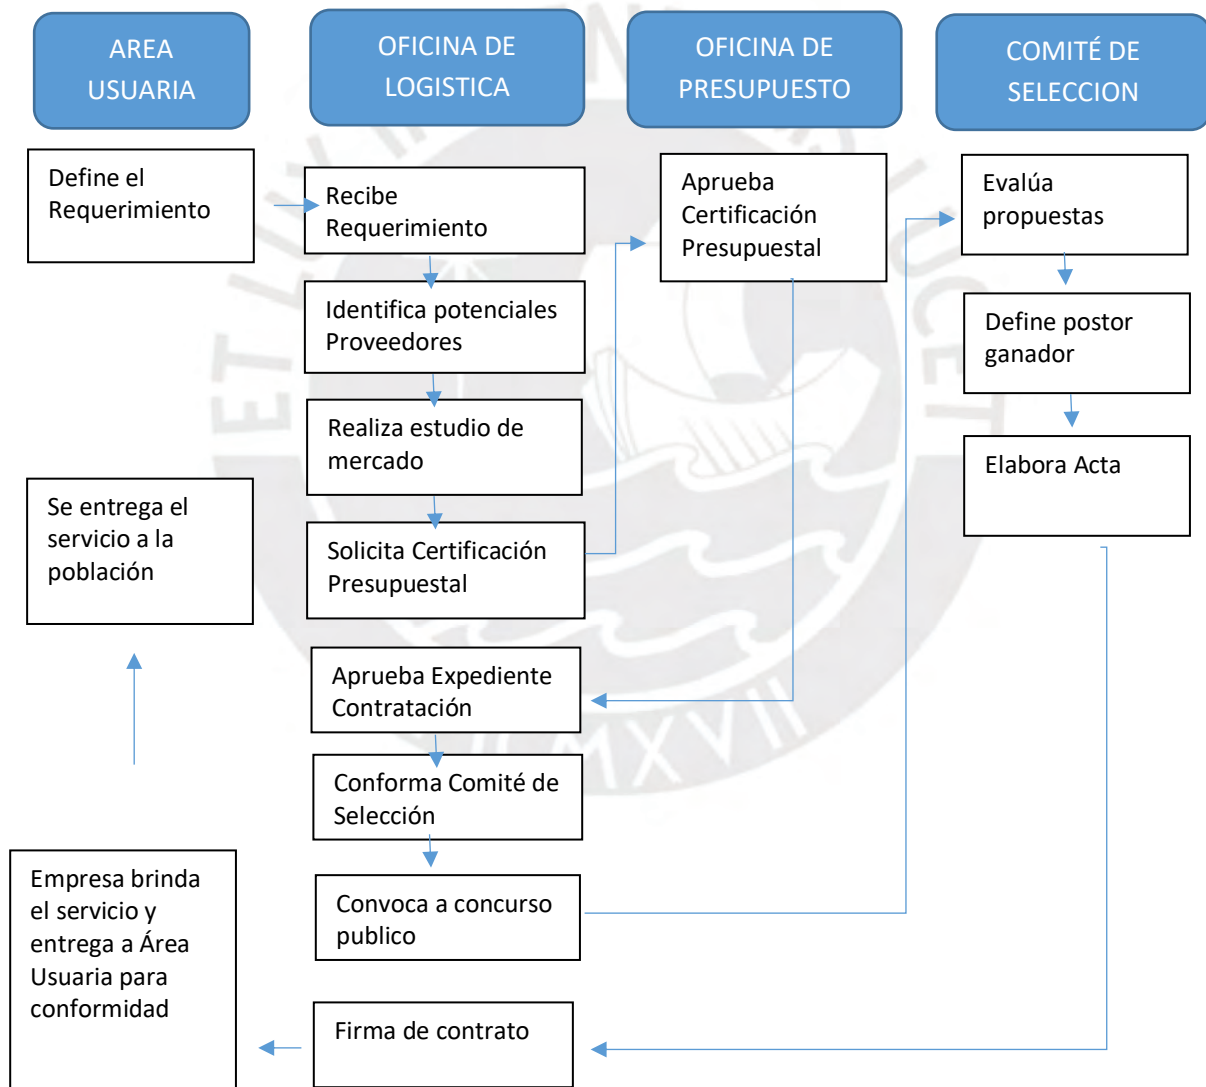 AREA
USUARIA
OFICINA DE
LOGISTICA
OFICINA DE
PRESUPUESTO
COMITÉ DE
SELECCION
Define el
Requerimiento
Recibe
Requerimiento
Aprueba
Certificación
Presupuestal
Evalúa
propuestas
Identifica potenciales
Proveedores
Define postor
ganador
Realiza estudio de
mercado
Elabora Acta
Se entrega el
servicio a la
población
Solicita Certificación
Presupuestal
Aprueba Expediente
Contratación
Conforma Comité de
Selección
Empresa brinda
el servicio y
entrega a Área
Usuaria para
conformidad
Convoca a concurso
publico
Firma de contrato